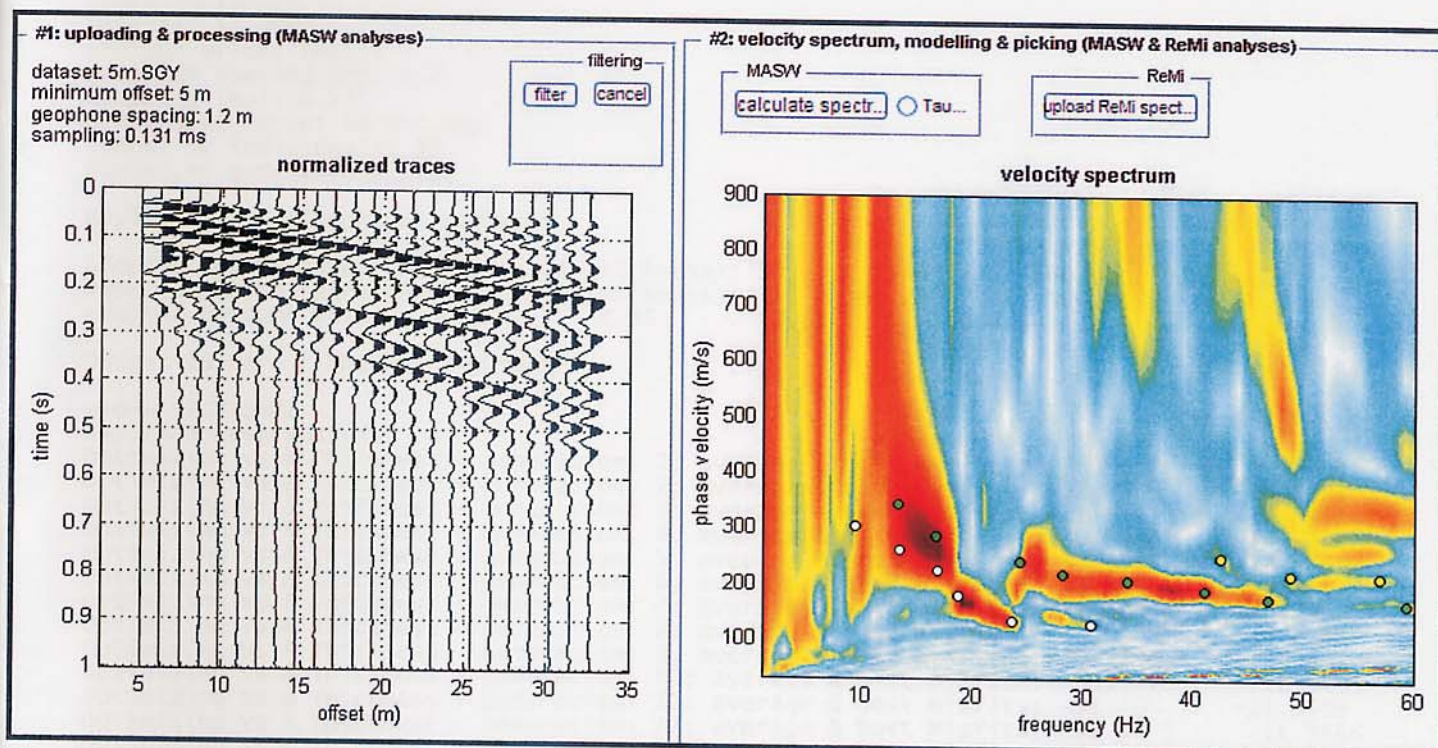 #1: uploading & processing (MASW analyses)
dataset: 5m.SGY
minimum offset: 5 m
geophone spacing: 1.2 m
sampling: 0.131 ms
filtering
filter
cancel
normalized traces
0
0.1
0.2
0.3
0.4
0.5
0.6
0.7
0.8
0.9
1
time (s)
5
10
15
20
25
30
35
offset (m)
#2: velocity spectrum, modelling & picking (MASW & ReMi analyses)
MASW
calculate spectr...
Tau...
ReMi
upload ReMi spect...
velocity spectrum
900
800
700
600
500
400
300
200
100
phase velocity (m/s)
10
20
30
40
50
60
frequency (Hz)